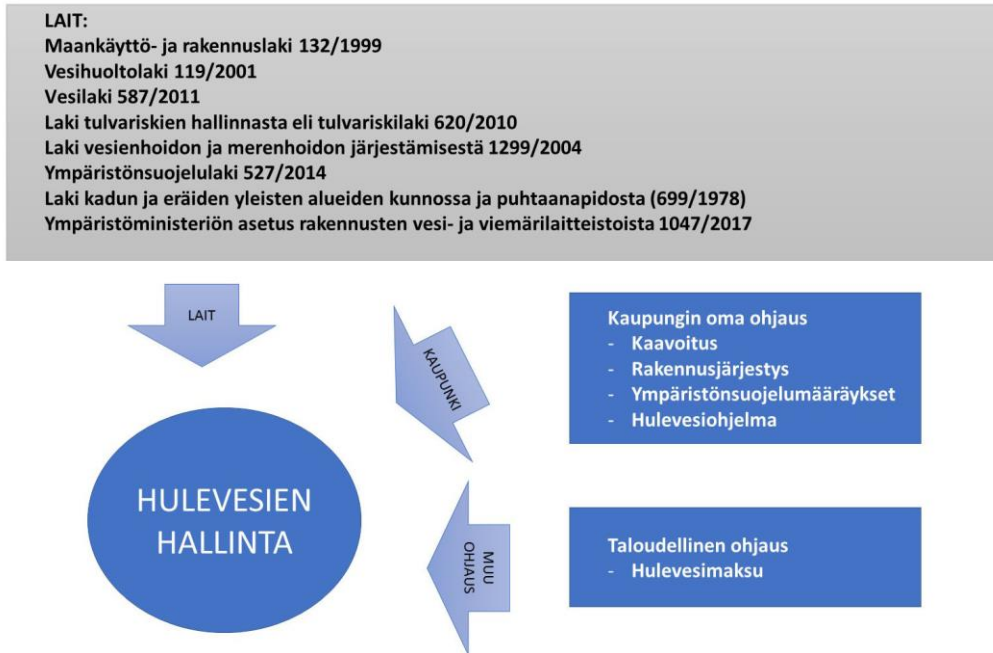 LAIT:
Maankäyttö- ja rakennuslaki 132/1999
Vesihuoltolaki 119/2001
Vesilaki 587/2011
Laki tulvariskien hallinnasta eli tulvariskilaki 620/2010
Laki vesienhoidon ja merenhoidon järjestämisestä 1299/2004
Ympäristönsuojelulaki 527/2014
Laki kadun ja eräiden yleisten alueiden kunnossa ja puhtaanapidosta (699/1978)
Ympäristöministeriön asetus rakennusten vesi- ja viemärilaitteistoista 1047/2017
LAIT
KAUPUNKI
Kaupungin oma ohjaus
- Kaavoitus
- Rakennusjärjestys
- Ympäristönsuojelumääräykset
- Hulevesiohjelma
HULEVESIEN
HALLINTA
MUU
OHJAUS
Taloudellinen ohjaus
- Hulevesimaksu